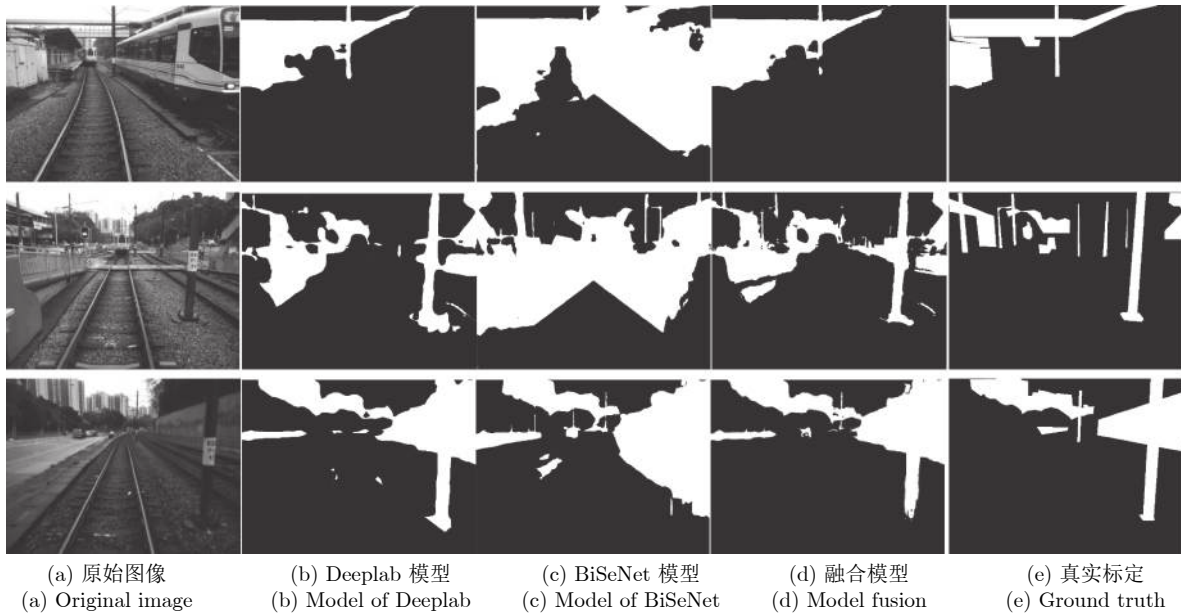 (a) 原始图像 (b) Deeplab 模型 (c) BiSeNet 模型 (d) 融合模型 (e) 真实标定
(a) Original image (b) Model of Deeplab (c) Model of BiSeNet (d) Model fusion (e) Ground truth